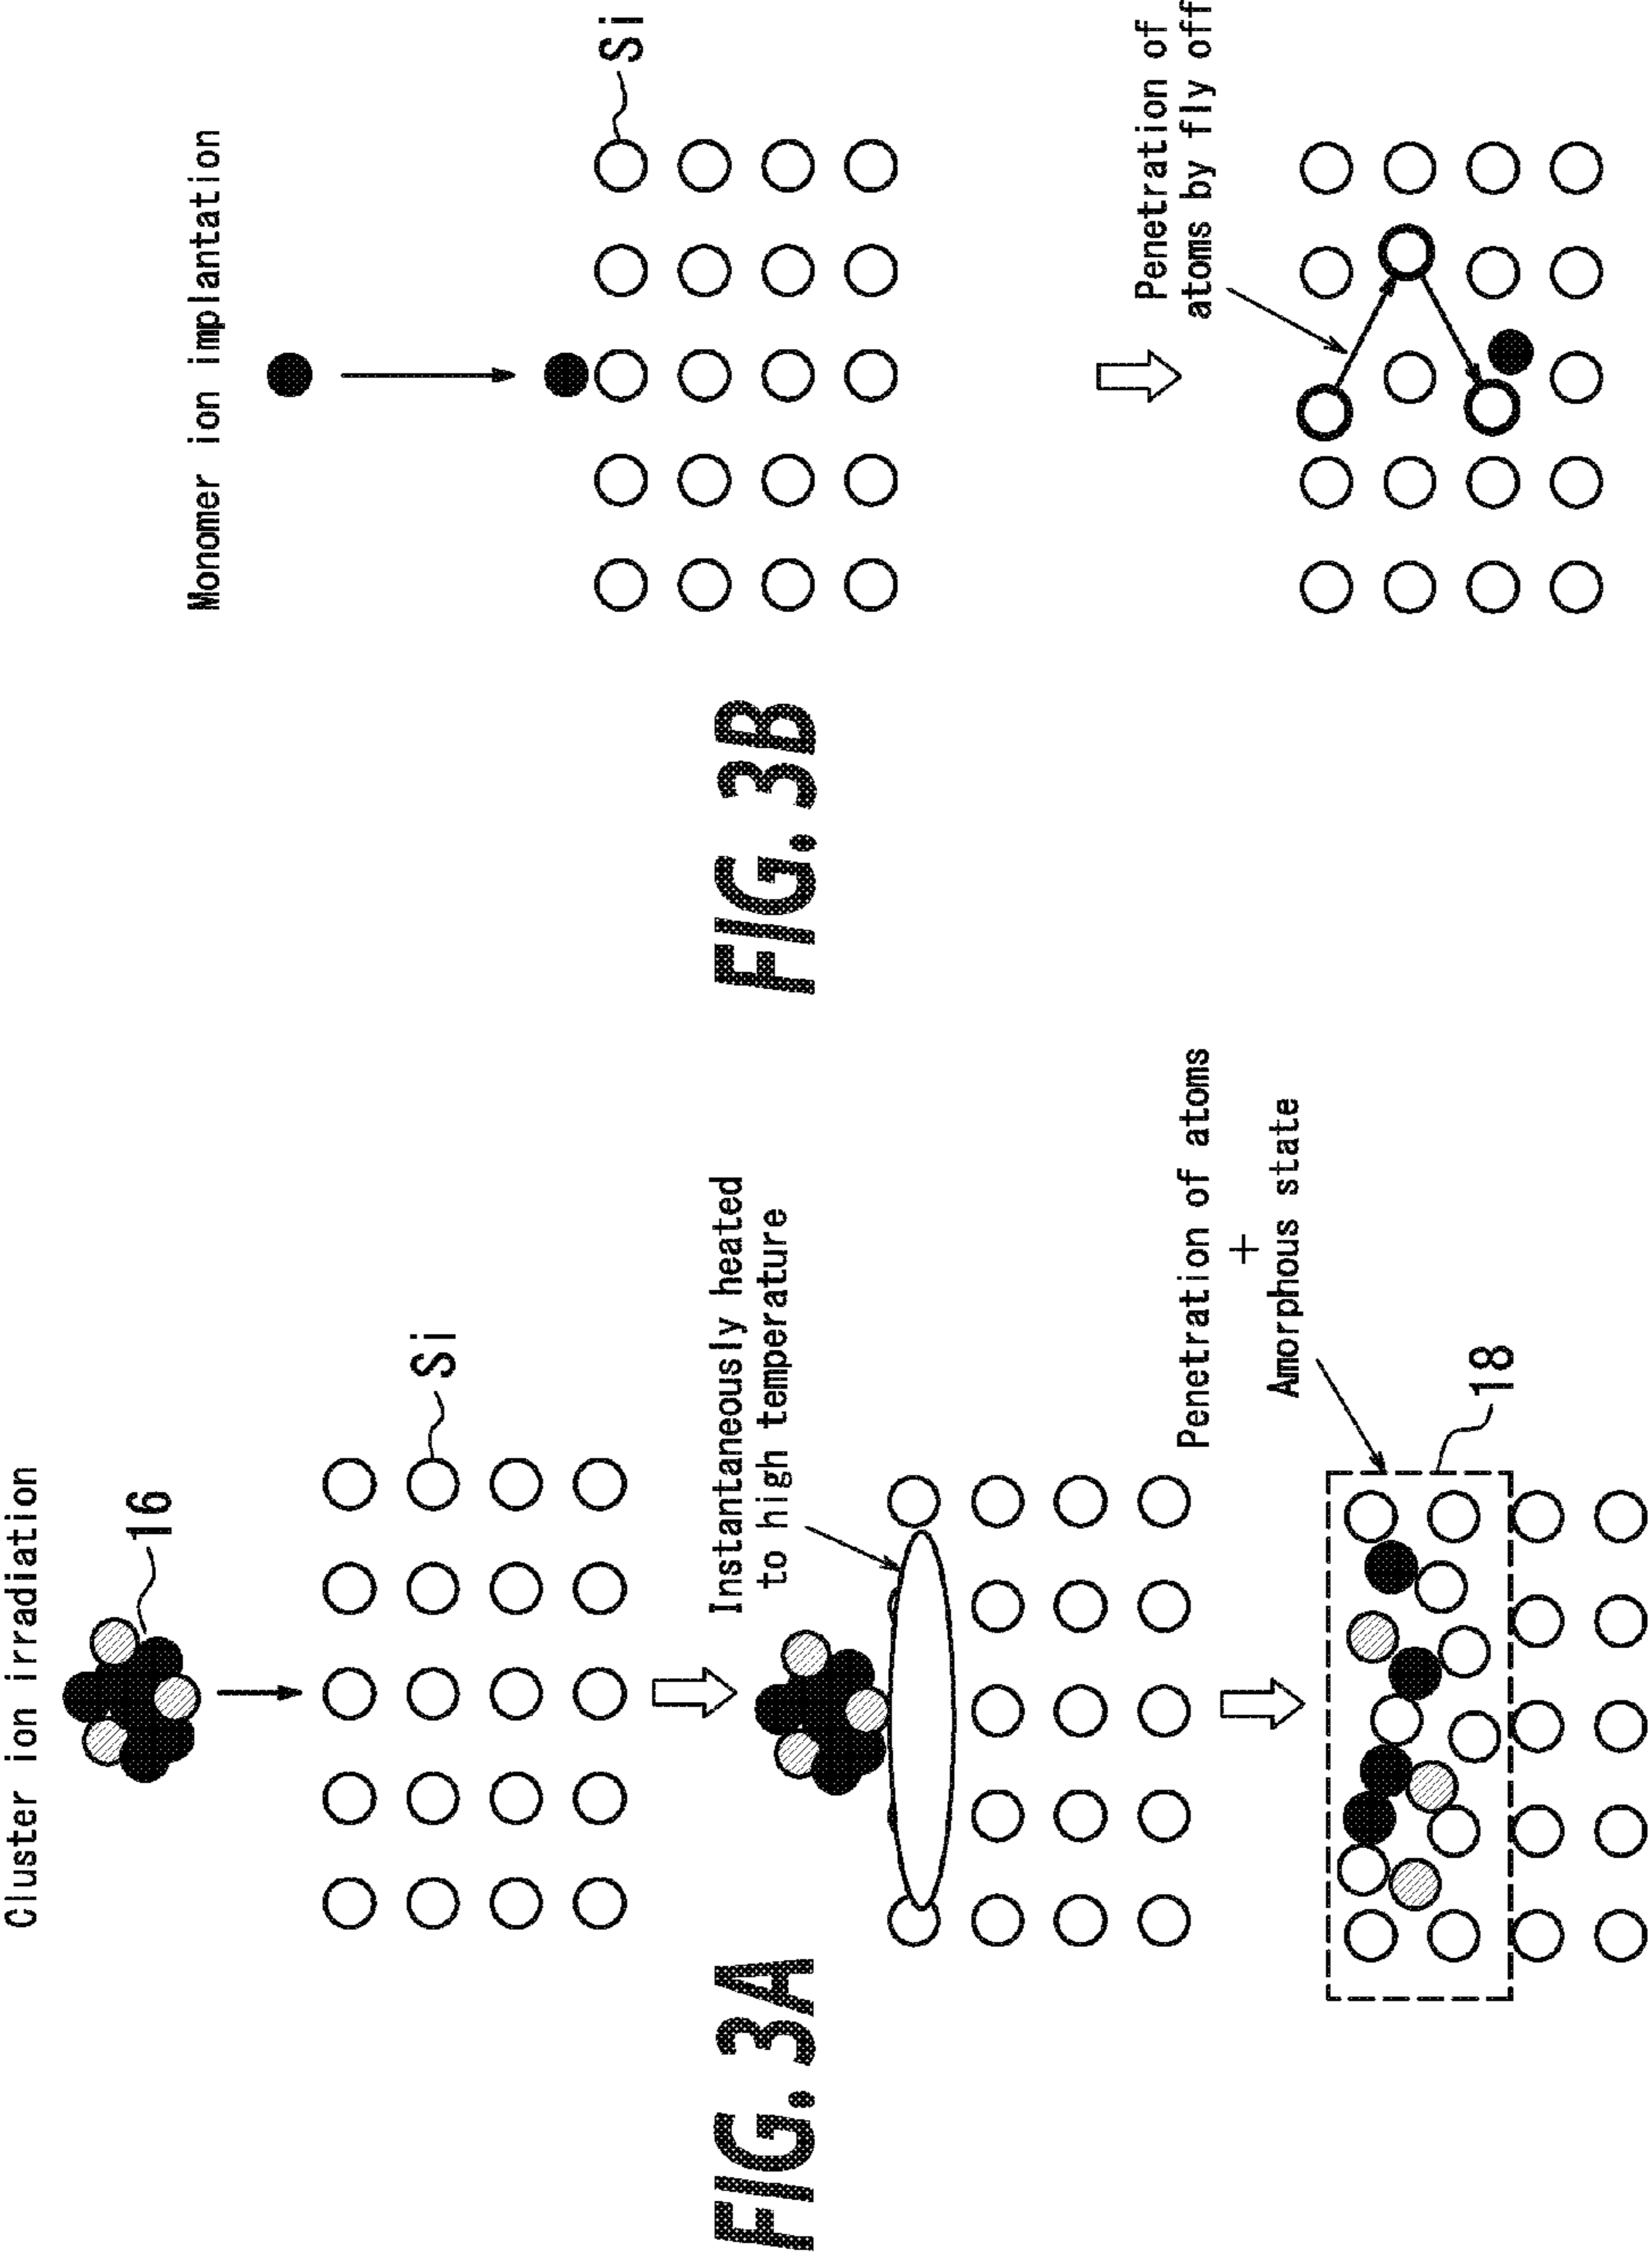 FIG. 3A
Cluster ion irradiation
16
Si
Instantaneously heated
to high temperature
Penetration of atoms
+
Amorphous state
18
FIG. 3B
Monomer ion implantation
Si
Penetration of
atoms by fly off